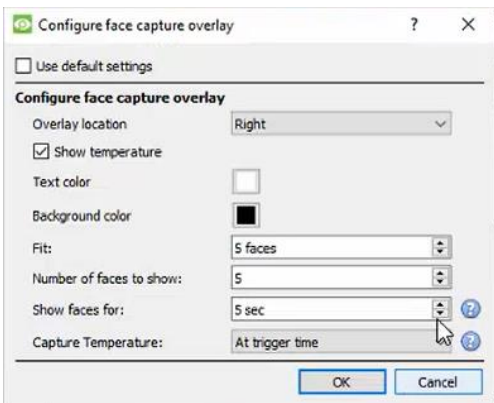 Configure face capture overlay ?
Use default settings
Configure face capture overlay
Overlay location Right
Show temperature
Text color
Background color
Fit: 5 faces
Number of faces to show: 5
Show faces for: 5 sec ?
Capture Temperature: At trigger time ?
OK Cancel